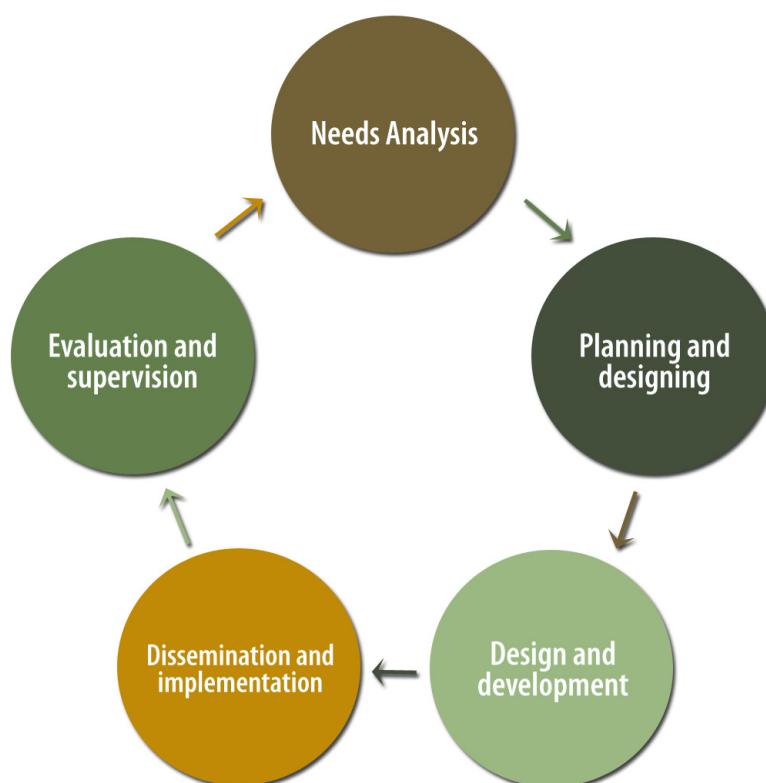 Needs Analysis
Planning and
designing
Design and
development
Dissemination and
implementation
Evaluation and
supervision